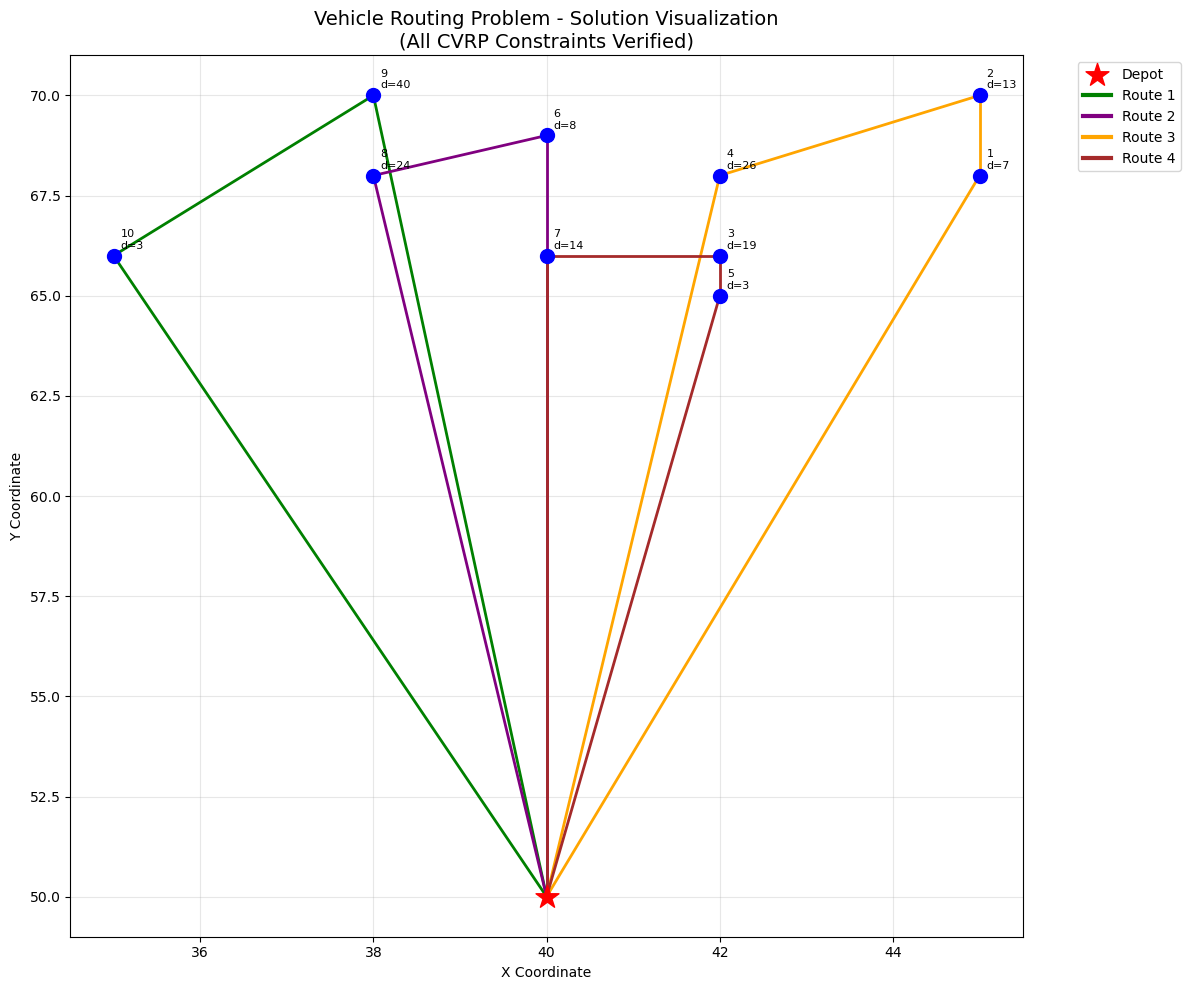 Vehicle Routing Problem - Solution Visualization
(All CVRP Constraints Verified)
Depot
Route 1
Route 2
Route 3
Route 4
9
d=40
2
d=13
6
d=8
8
d=24
4
d=26
1
d=7
10
d=3
7
d=14
3
d=19
5
d=3
Y Coordinate
70.0
67.5
65.0
62.5
60.0
57.5
55.0
52.5
50.0
36
38
40
42
44
X Coordinate